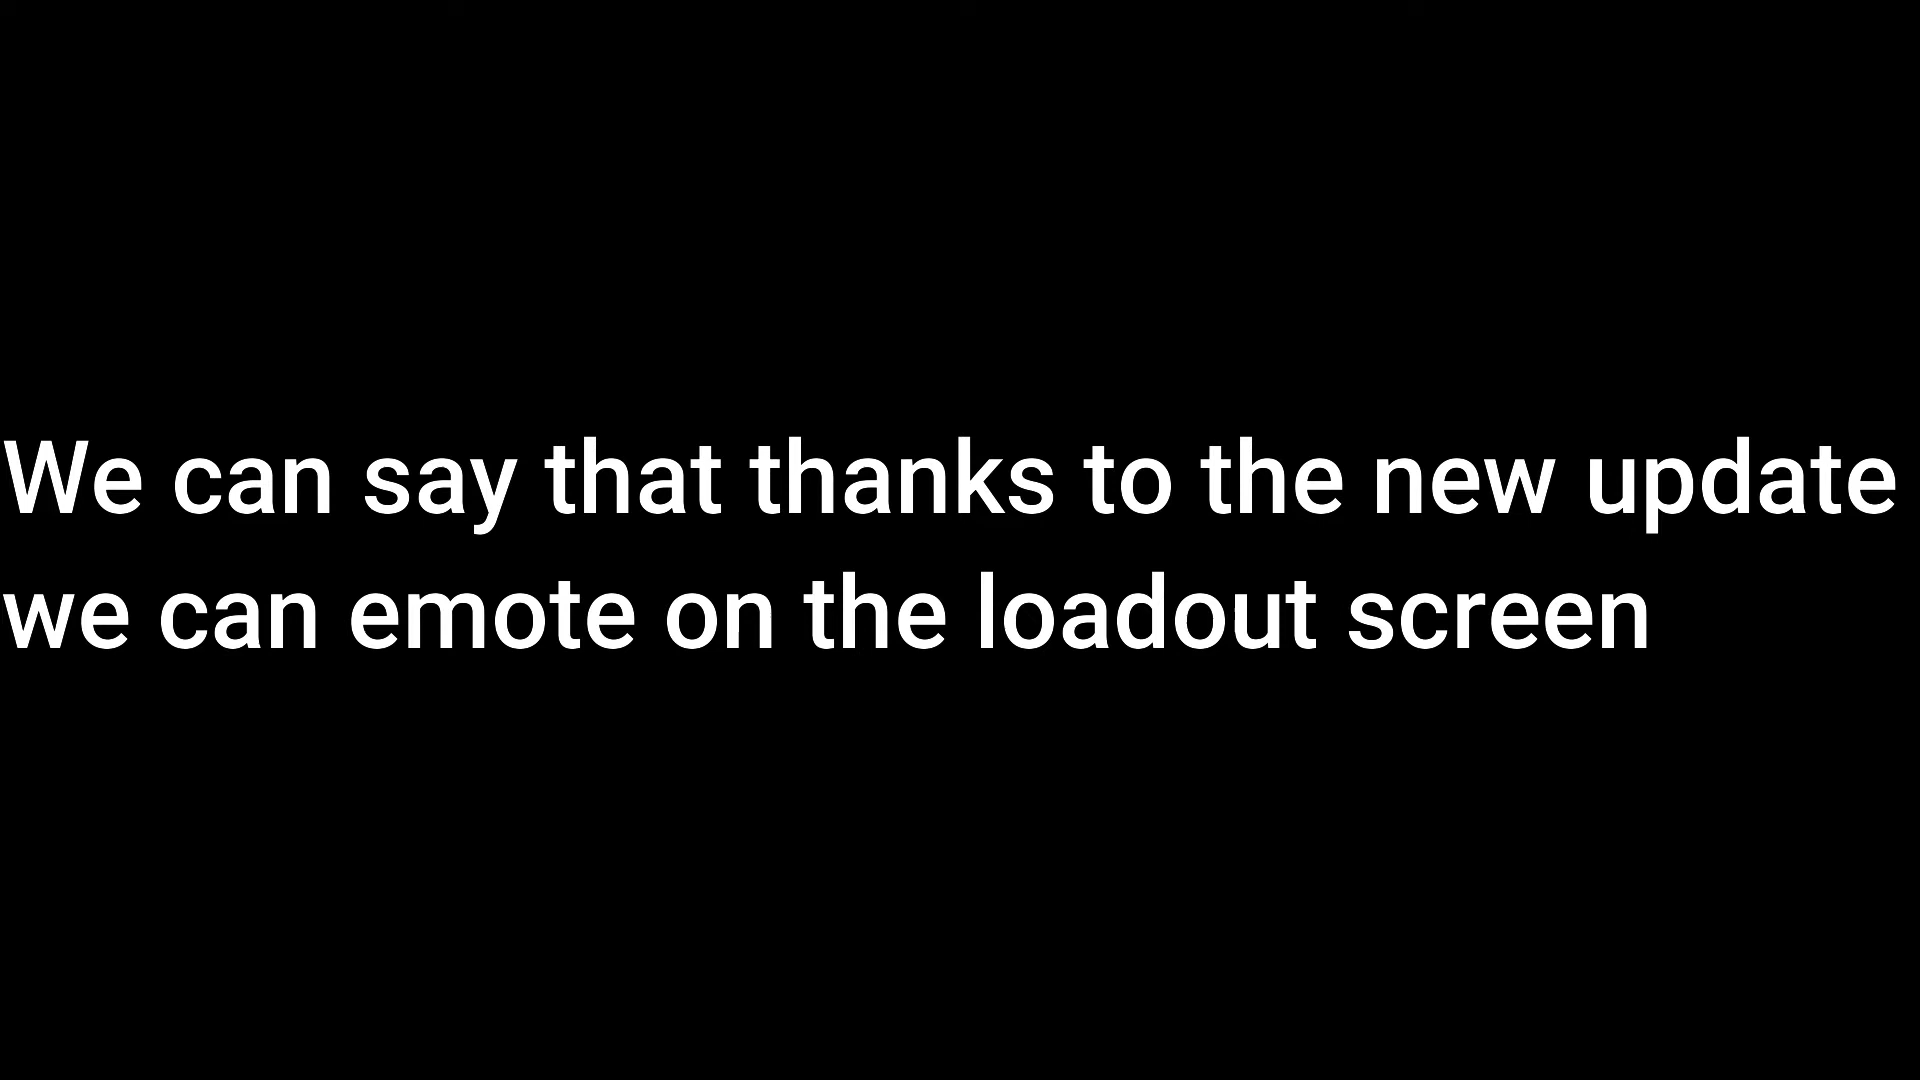 We can say that thanks to the new update
we can emote on the loadout screen